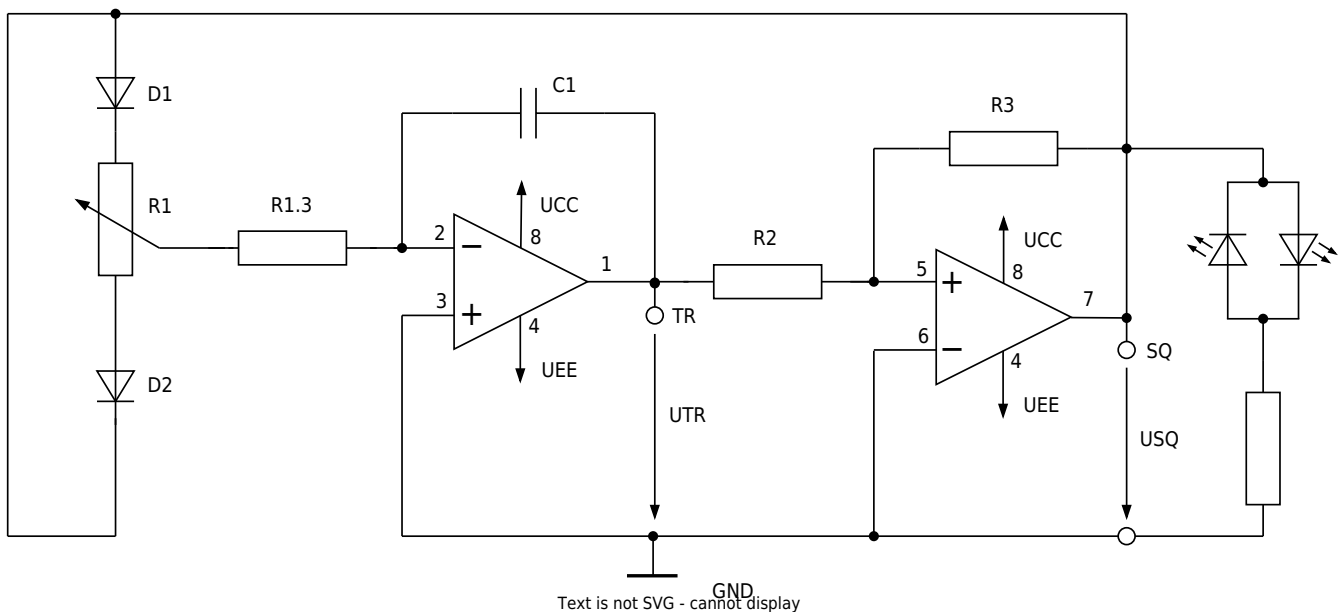 C1
D1
R3
R1
R1.3
UCC
2
8
−
R2
UCC
1
5
8
+
3
+
4
7
TR
6
−
SQ
4
UEE
D2
UEE
UTR
USQ
GND
Text is not SVG - cannot display